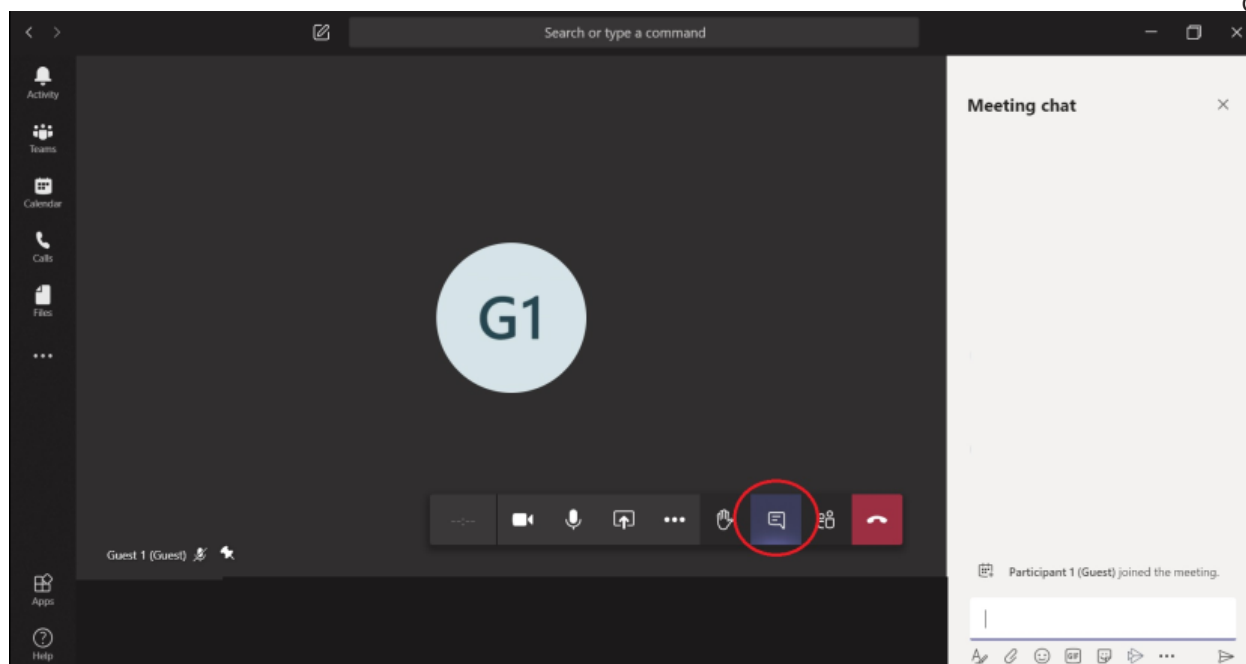 Search or type a command
Activity
Teams
Calendar
Calls
Files
Apps
Help
G1
--:--
Guest 1 (Guest)
Meeting chat
Participant 1 (Guest) joined the meeting.
GIF